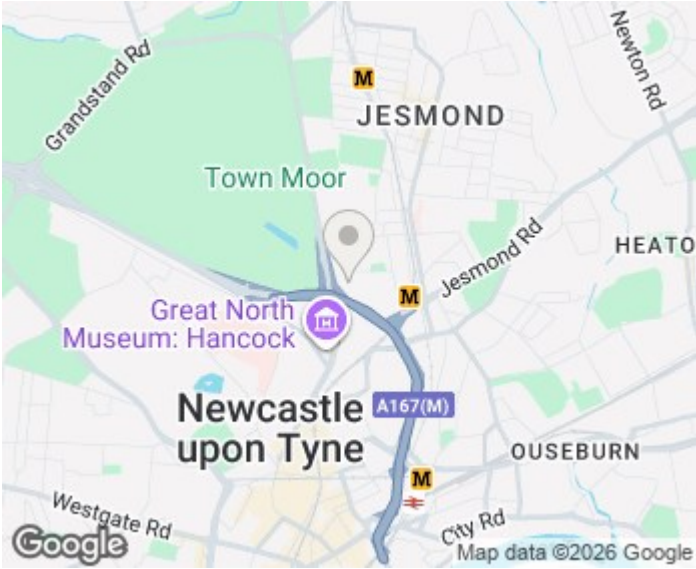 Grandstand Rd
Newton Rd
M
JESMOND
Town Moor
Jesmond Rd
HEATO
M
Great North
Museum: Hancock
A167(M)
Newcastle
upon Tyne
OUSEBURN
M
Westgate Rd
City Rd
Google
Map data ©2026 Google